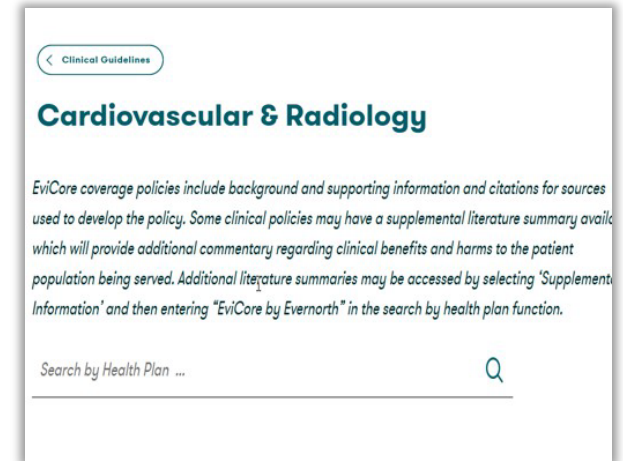 Clinical Guidelines
Cardiovascular & Radiology
EviCore coverage policies include background and supporting information and citations for sources
used to develop the policy. Some clinical policies may have a supplemental literature summary
which will provide additional commentary regarding clinical benefits and harms to the patient
population being served. Additional literature summaries may be accessed by selecting
Information’ and then entering “EviCore by Evernorth” in the search by health plan function.
Search by Health Plan ...